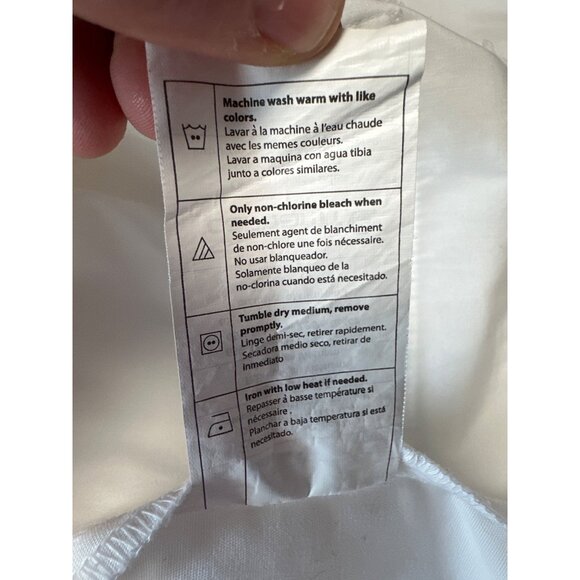 Machine wash warm with like
colors.
Lavar à la machine à l'eau chaude
avec les memes couleurs.
Lavar a maquina con agua tibia
junto a colores similares.
Only non-chlorine bleach when
needed.
Seulement agent de blanchiment
de non-chlore une fois nécessaire.
No usar blanqueador.
Solamente blanqueo de la
no-clorina cuando está necesitado.
Tumble dry medium, remove
promptly.
Linge demi-sec, retirer rapidement.
Secadora medio seco, retirar de
inmediato
Iron with low heat if needed.
Repasser à basse température si
nécessaire .
Planchar a baja temperatura si está
necesitado.